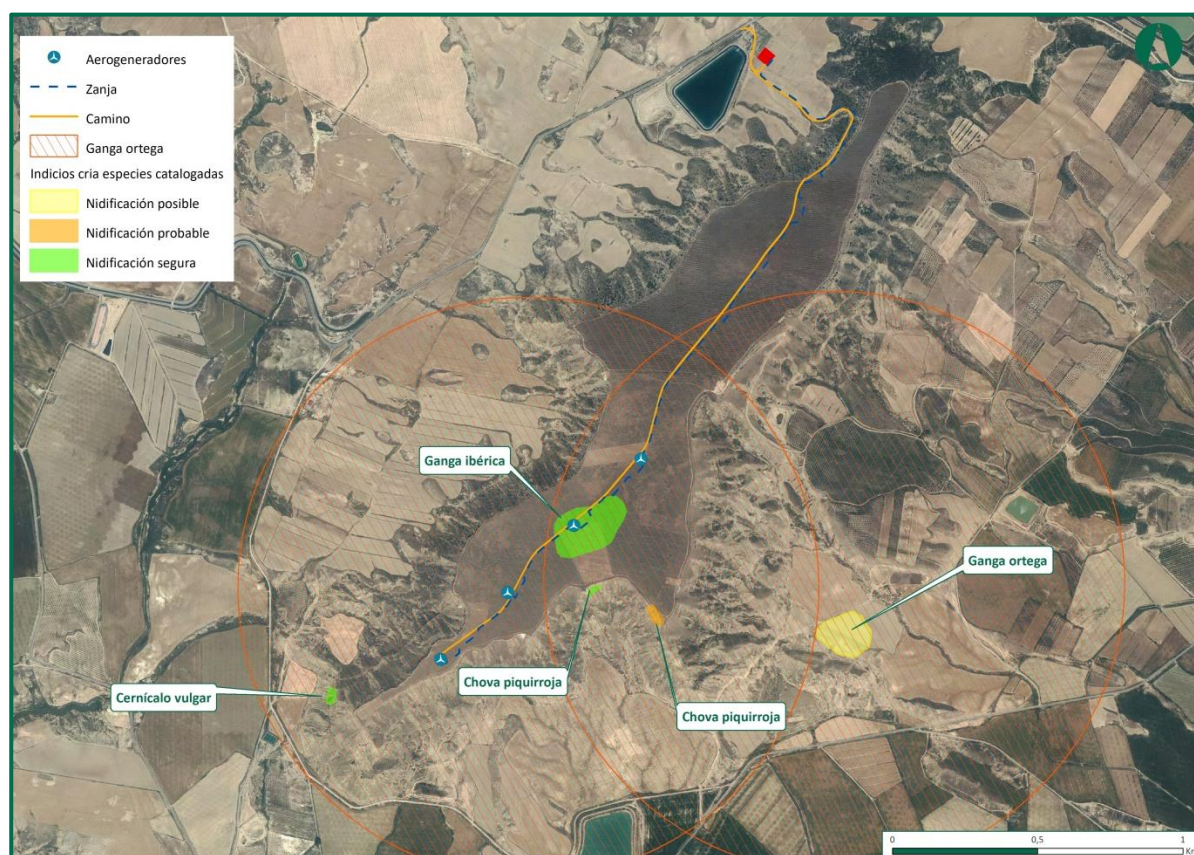 Aerogeneradores
Zanja
Camino
Ganga ortega
Indicios cria especies catalogadas
Nidificación posible
Nidificación probable
Nidificación segura
Ganga ibérica
Ganga ortega
Chova piquirroja
Cernícalo vulgar
Chova piquirroja
0 0,5 1